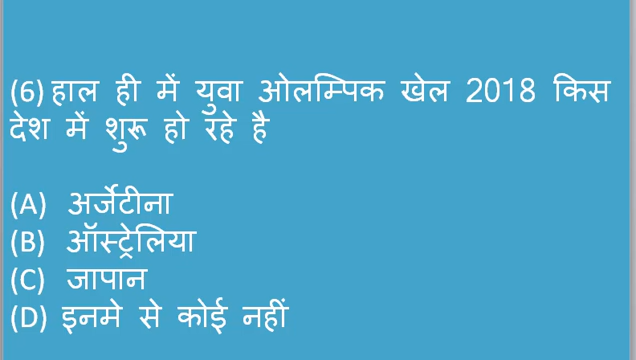 (6) हाल ही में युवा ओलम्पिक खेल 2018 किस
देश में शुरू हो रहे है
(A) अर्जेटीना
(B) ऑस्ट्रेलिया
(C) जापान
(D) इनमे से कोई नहीं